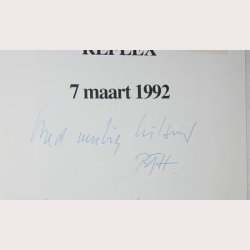 REFLEX
7 maart 1992
Med venlig hilsen